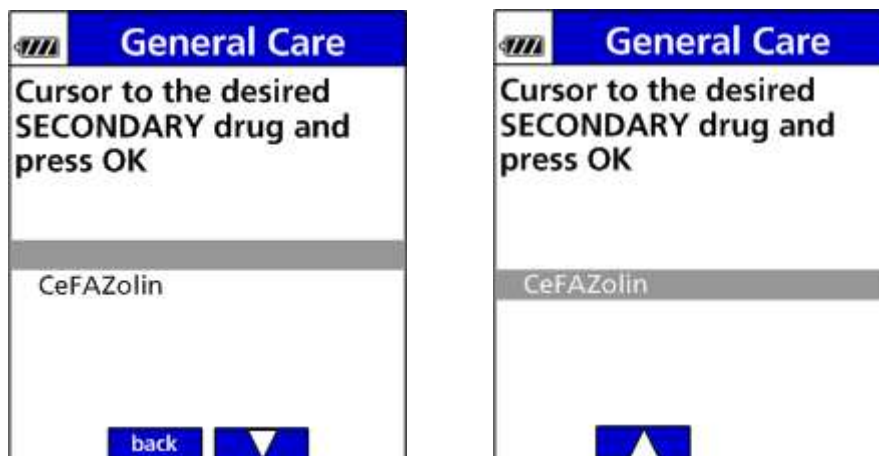 General Care
Cursor to the desired
SECONDARY drug and
press OK
CeFAZolin
back
General Care
Cursor to the desired
SECONDARY drug and
press OK
CeFAZolin